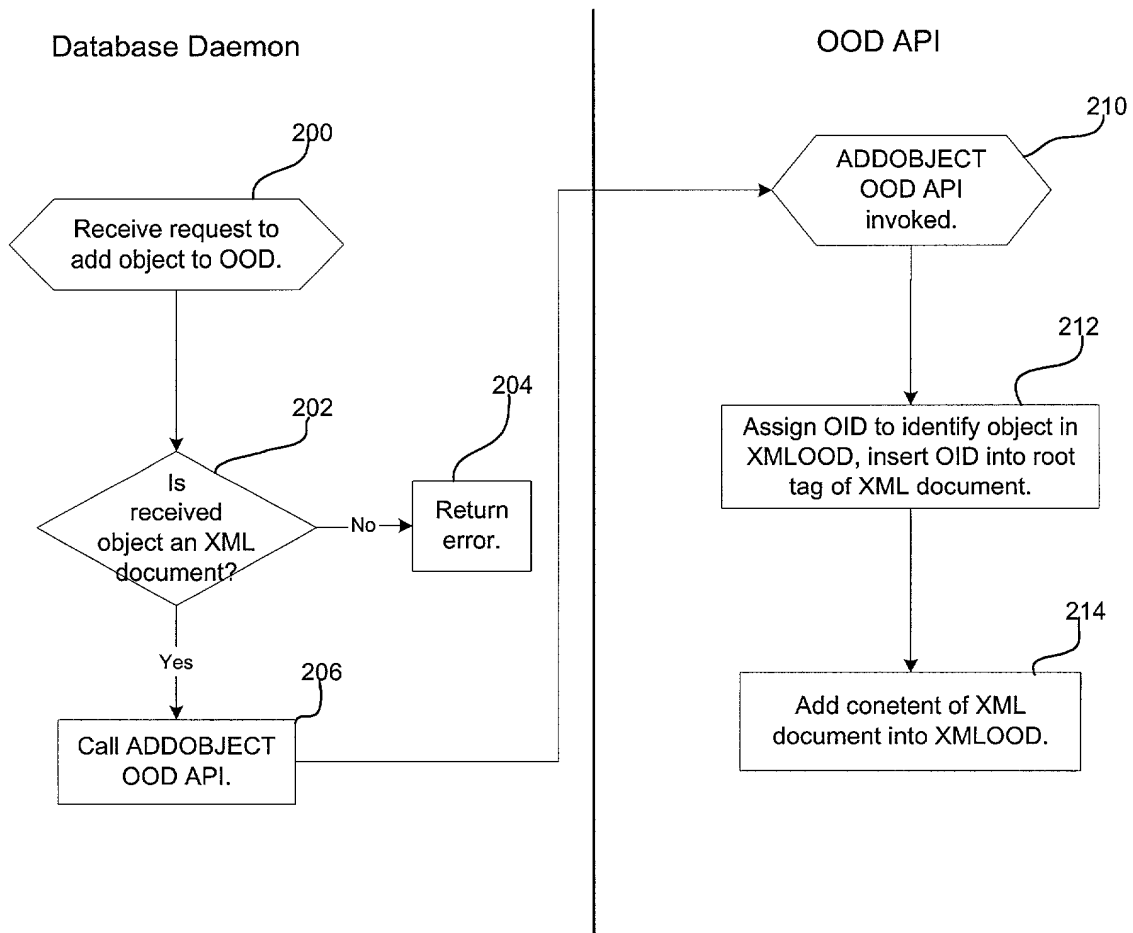 Database Daemon
200
Receive request to
add object to OOD.
202
Is
received
object an XML
document?
No
204
Return
error.
Yes
206
Call ADDOBJECT
OOD API.
OOD API
210
ADDOBJECT
OOD API
invoked.
212
Assign OID to identify object in
XMLOOD, insert OID into root
tag of XML document.
214
Add conetent of XML
document into XMLOOD.